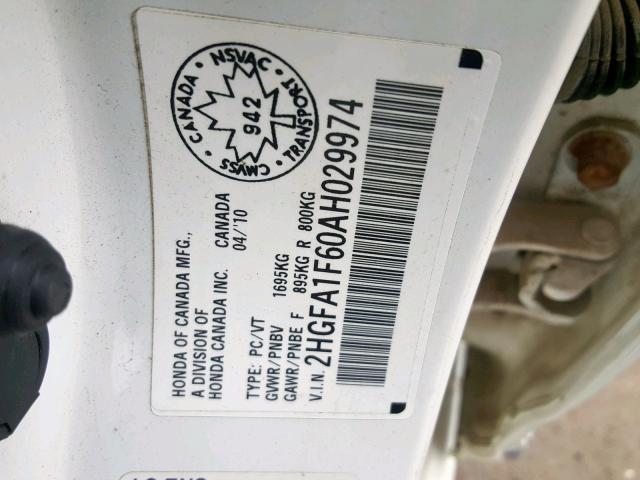 HONDA OF CANADA MFG.,
A DIVISION OF
HONDA CANADA INC. CANADA
04/'10
TYPE: PC/VT
GVWR/PNBV 1695KG
GAWR/PNBE F 895KG R 800KG
V.I.N. 2HGFA1F60AH029974
CANADA · NSVAC · TRANSPORT · CMVSS ·
942